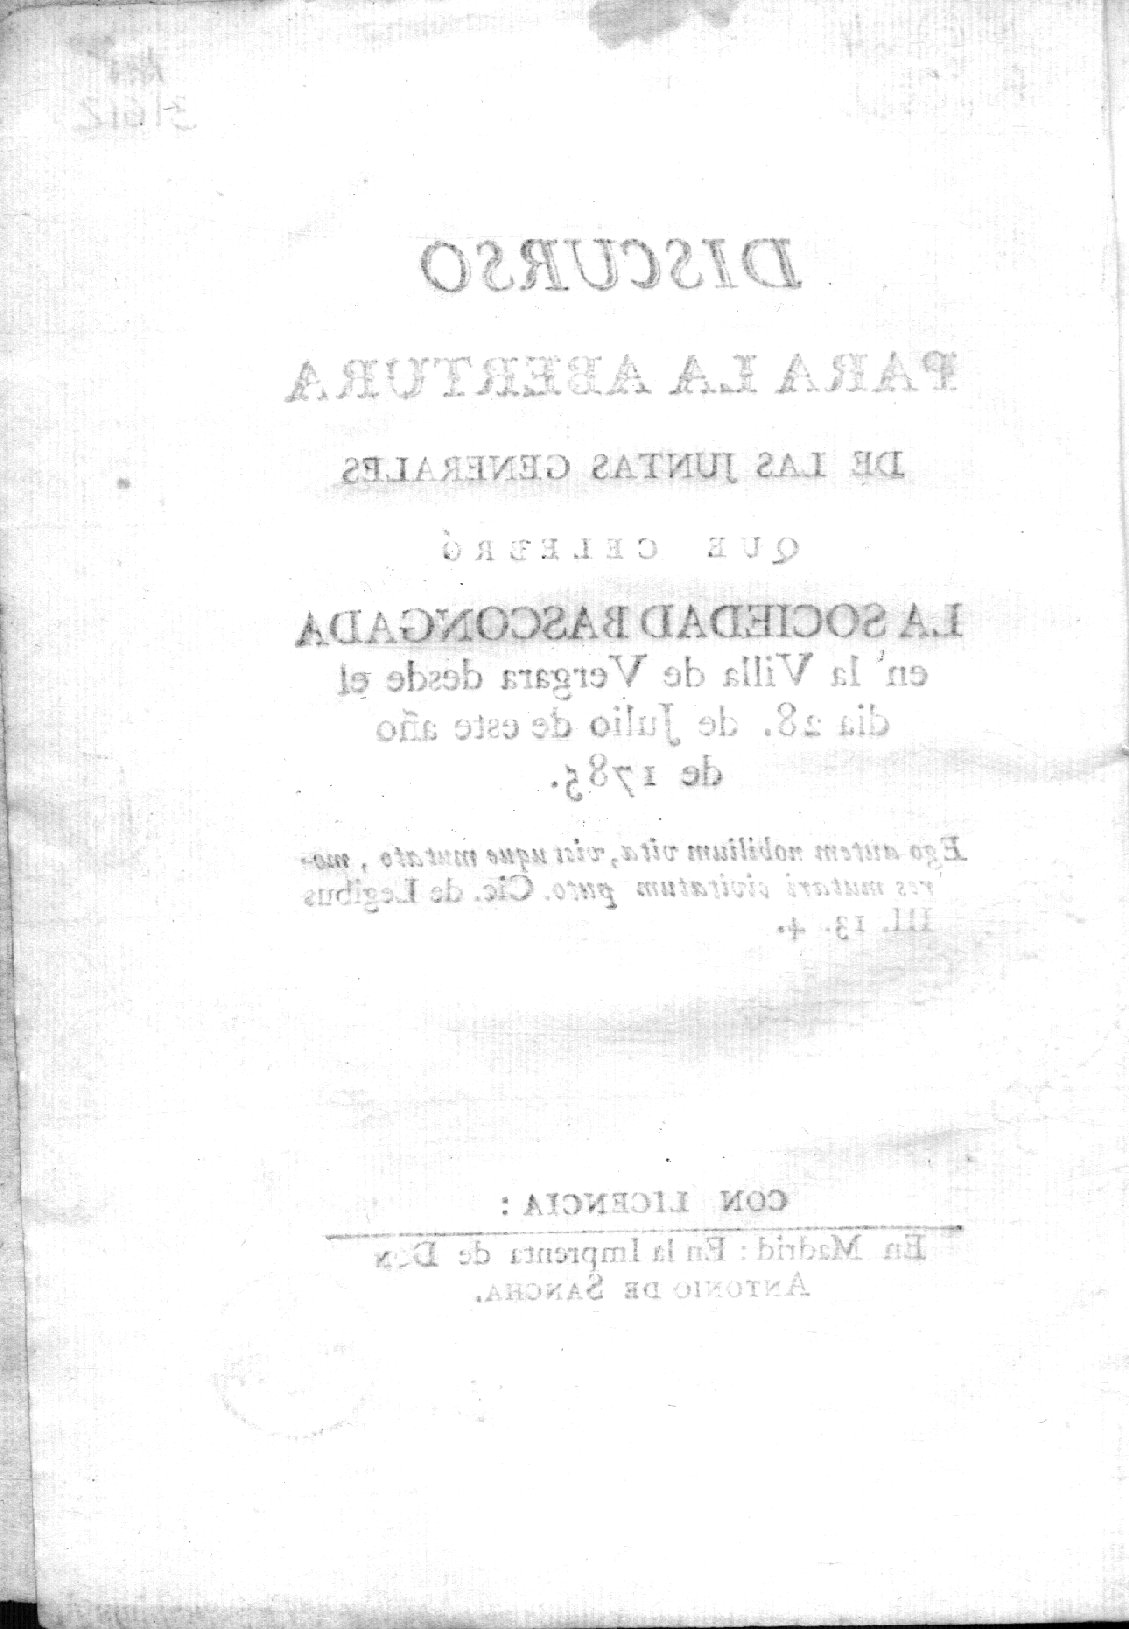 31612
DISCURSO
PARA LA ABERTURA
DE LAS JUNTAS GENERALES
QUE CELEBRÓ
LA SOCIEDAD BASCONGADA
en la Villa de Vergara desde el
dia 28. de Julio de este año
de 1785.
Ego autem nobilium vita, victuque mutato, mo-
res mutari civitatum puto. Cic. de Legibus
III. 13. 4.
CON LICENCIA:
En Madrid: En la Imprenta de DON
ANTONIO DE SANCHA.